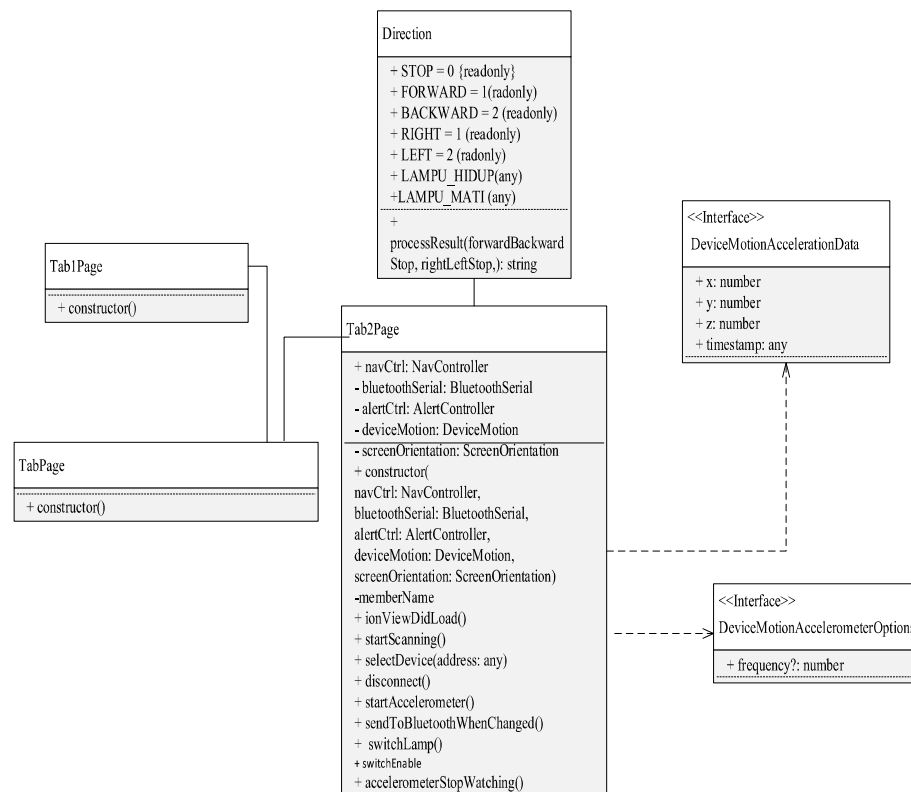 Direction
+ STOP = 0 {readonly}
+ FORWARD = 1(radonly)
+ BACKWARD = 2 (readonly)
+ RIGHT = 1 (readonly)
+ LEFT = 2 (radonly)
+ LAMPU_HIDUP(any)
+LAMPU_MATI (any)
+
processResult(forwardBackward
Stop, rightLeftStop,): string
<<Interface>>
DeviceMotionAccelerationData
+ x: number
+ y: number
+ z: number
+ timestamp: any
Tab1Page
+ constructor()
Tab2Page
+ navCtrl: NavController
- bluetoothSerial: BluetoothSerial
- alertCtrl: AlertController
- deviceMotion: DeviceMotion
- screenOrientation: ScreenOrientation
+ constructor(
navCtrl: NavController,
bluetoothSerial: BluetoothSerial,
alertCtrl: AlertController,
deviceMotion: DeviceMotion,
screenOrientation: ScreenOrientation)
-memberName
+ ionViewDidLoad()
+ startScanning()
+ selectDevice(address: any)
+ disconnect()
+ startAccelerometer()
+ sendToBluetoothWhenChanged()
+ switchLamp()
+ switchEnable
+ accelerometerStopWatching()
TabPage
+ constructor()
<<Interface>>
DeviceMotionAccelerometerOptions
+ frequency?: number